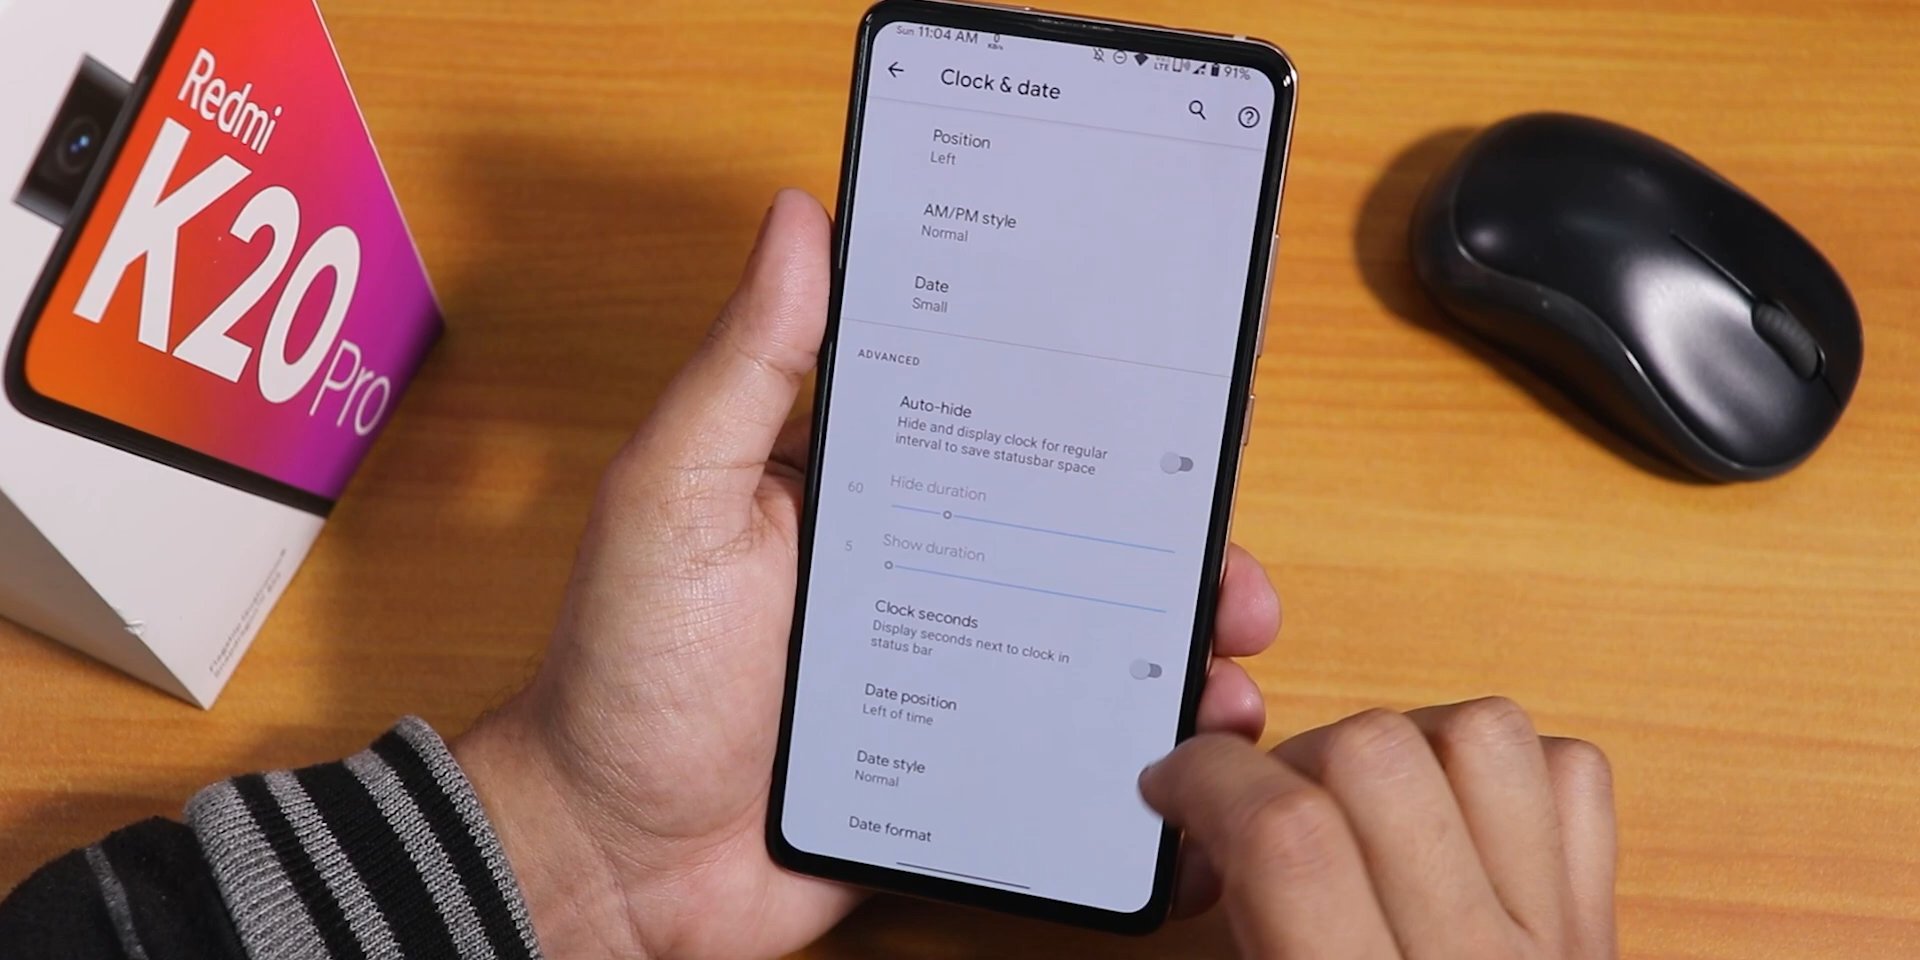 Redmi
K20 Pro
Sun 11:04 AM 0 KB/s LTE 91%
Clock & date
Position
Left
AM/PM style
Normal
Date
Small
ADVANCED
Auto-hide
Hide and display clock for regular
interval to save statusbar space
60 Hide duration
5 Show duration
Clock seconds
Display seconds next to clock in
status bar
Date position
Left of time
Date style
Normal
Date format